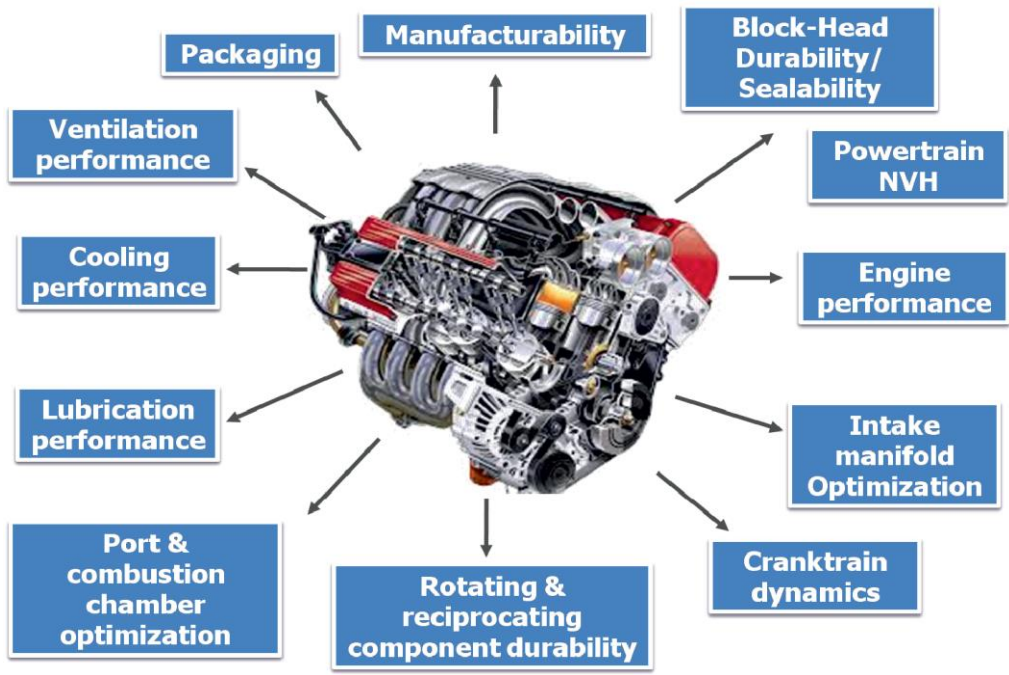 Packaging
Manufacturability
Block-Head
Durability/
Sealability
Ventilation
performance
Powertrain
NVH
Cooling
performance
Engine
performance
Lubrication
performance
Intake
manifold
Optimization
Port &
combustion
chamber
optimization
Rotating &
reciprocating
component durability
Cranktrain
dynamics